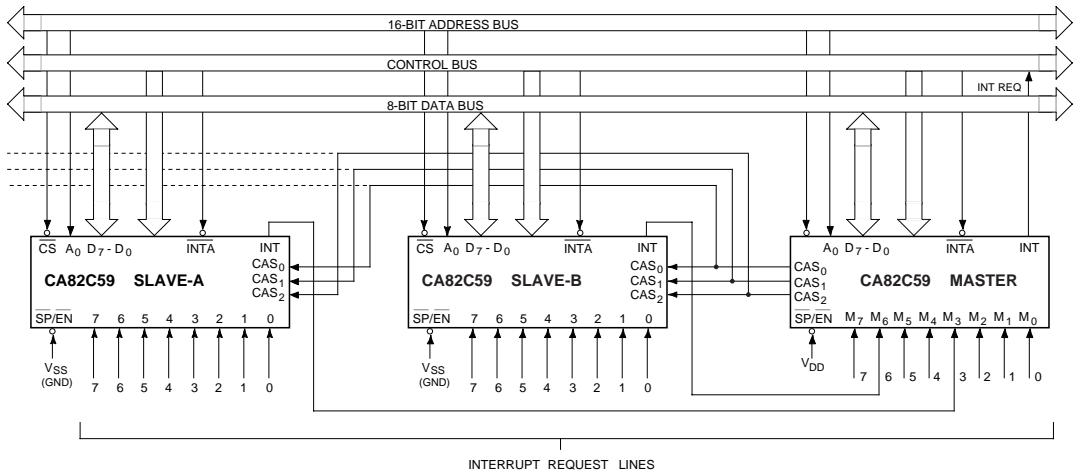 16-BIT ADDRESS BUS
CONTROL BUS
INT REQ
8-BIT DATA BUS
CS A0 D7 - D0 INTA INT
CAS0
CA82C59 SLAVE-A CAS1
CAS2
SP/EN 7 6 5 4 3 2 1 0
VSS
(GND)
7 6 5 4 3 2 1 0
CS A0 D7 - D0 INTA INT
CAS0
CA82C59 SLAVE-B CAS1
CAS2
SP/EN 7 6 5 4 3 2 1 0
VSS
(GND)
7 6 5 4 3 2 1 0
A0 D7 - D0 INTA INT
CAS0
CAS1 CA82C59 MASTER
CAS2
SP/EN M7 M6 M5 M4 M3 M2 M1 M0
VDD
7 6 5 4 3 2 1 0
INTERRUPT REQUEST LINES